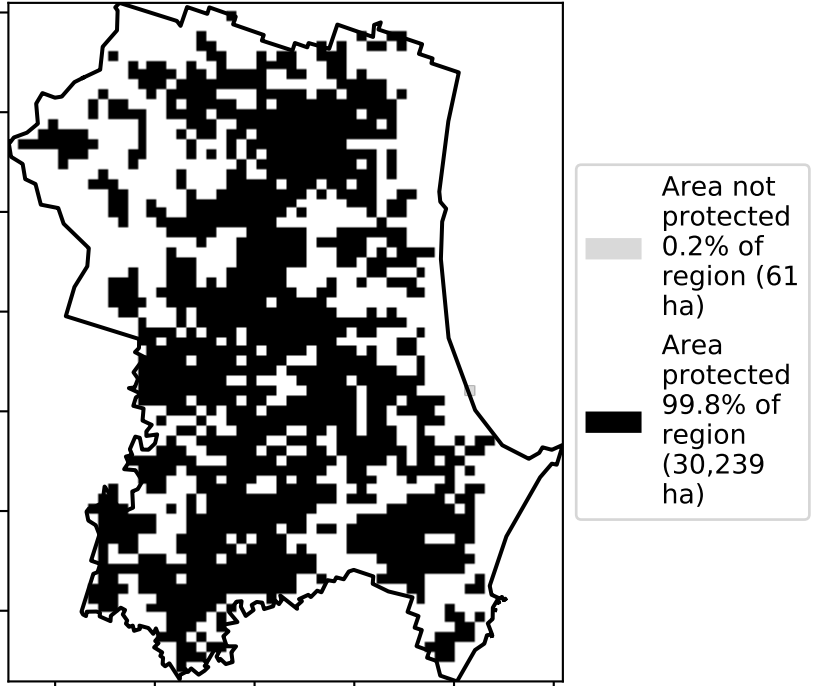 Area not
protected
0.2% of
region (61
ha)
Area
protected
99.8% of
region
(30,239
ha)